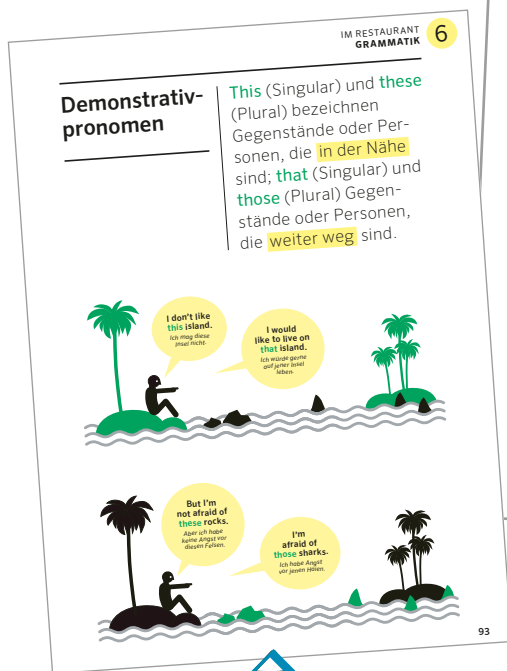 IM RESTAURANT
GRAMMATIK
6
Demonstrativ-
pronomen
This (Singular) und these
(Plural) bezeichnen
Gegenstände oder Per-
sonen, die in der Nähe
sind; that (Singular) und
those (Plural) Gegen-
stände oder Personen,
die weiter weg sind.
I don't like
this island.
Ich mag diese
Insel nicht.
I would
like to live on
that island.
Ich würde gerne
auf jener Insel
leben.
But I'm
not afraid of
these rocks.
Aber ich habe
keine Angst vor
diesen Felsen.
I'm
afraid of
those sharks.
Ich habe Angst
vor jenen Haien.
93